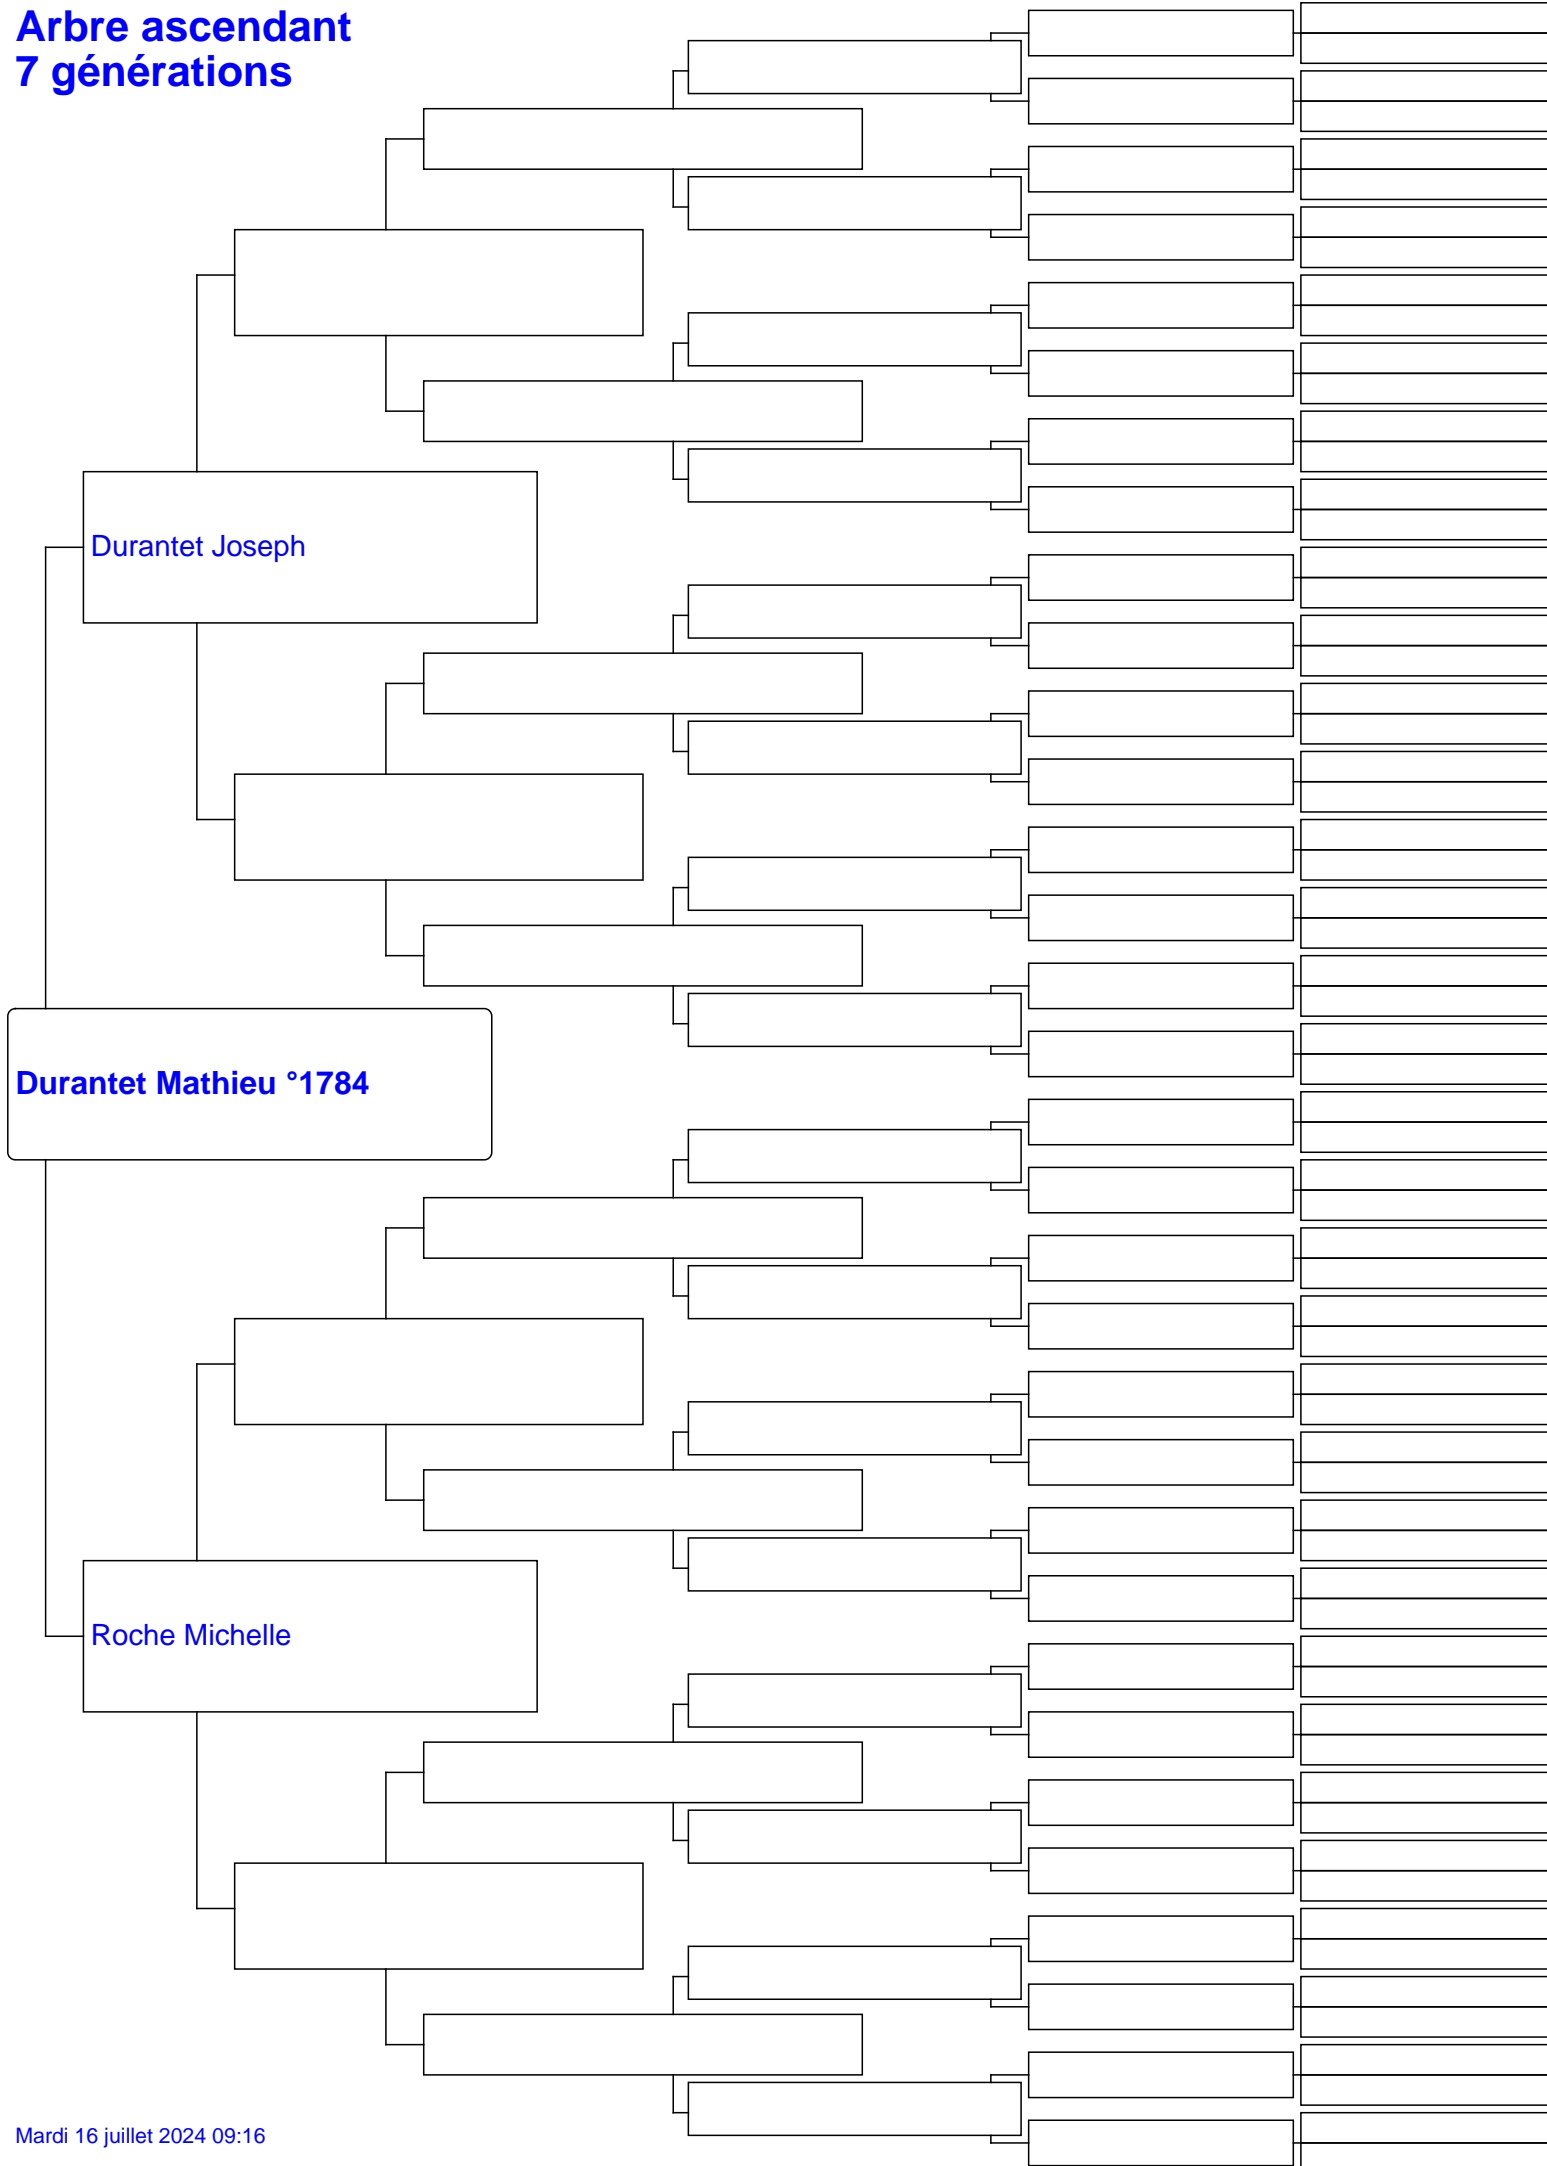 Arbre ascendant
7 générations
Durantet Joseph
Durantet Mathieu °1784
Roche Michelle
Mardi 16 juillet 2024 09:16